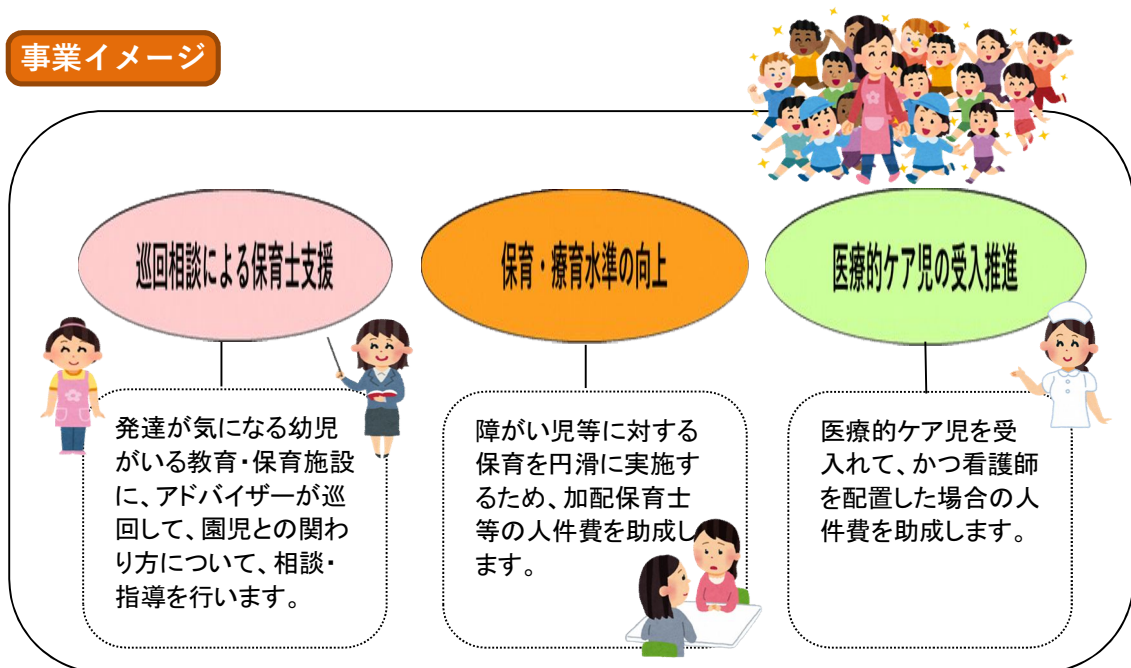 事業イメージ
巡回相談による保育士支援
保育・療育水準の向上
医療的ケア児の受入推進
発達が気になる幼児
がいる教育・保育施設
に、アドバイザーが巡
回して、園児との関わ
り方について、相談・
指導を行います。
障がい児等に対する
保育を円滑に実施す
るため、加配保育士
等の人件費を助成し
ます。
医療的ケア児を受
入れて、かつ看護師
を配置した場合の人
件費を助成します。